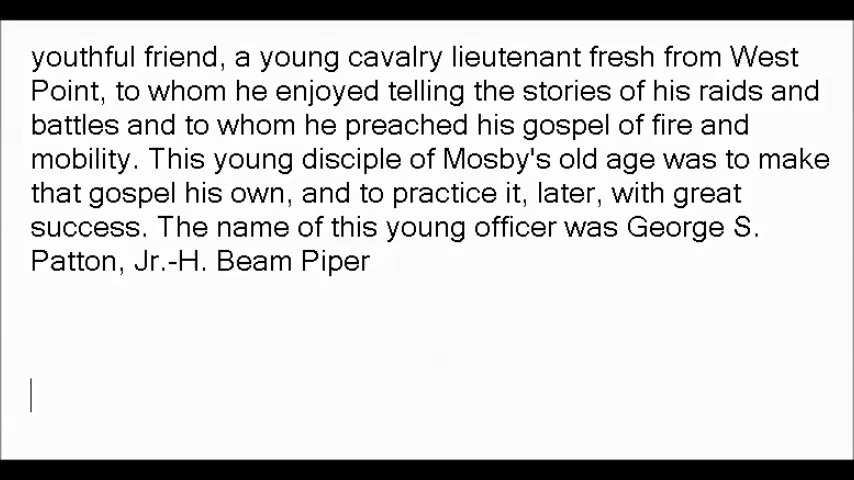 youthful friend, a young cavalry lieutenant fresh from West
Point, to whom he enjoyed telling the stories of his raids and
battles and to whom he preached his gospel of fire and
mobility. This young disciple of Mosby's old age was to make
that gospel his own, and to practice it, later, with great
success. The name of this young officer was George S.
Patton, Jr.-H. Beam Piper